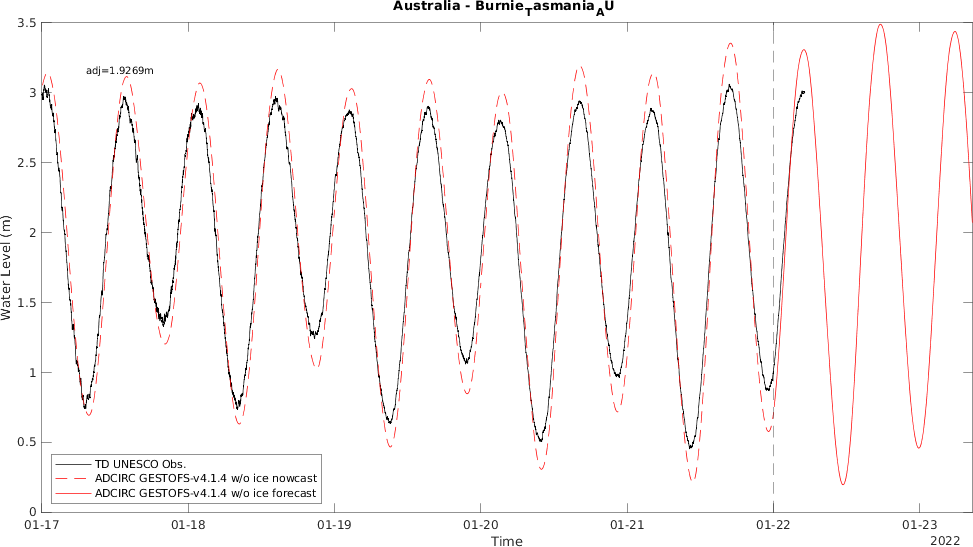 Australia - BurnieTasmaniaAU
3.5
adj=1.9269m
3
2.5
2
Water Level (m)
1.5
1
0.5
TD UNESCO Obs.
ADCIRC GESTOFS-v4.1.4 w/o ice nowcast
ADCIRC GESTOFS-v4.1.4 w/o ice forecast
0
01-17 01-18 01-19 01-20 01-21 01-22 01-23
Time
2022